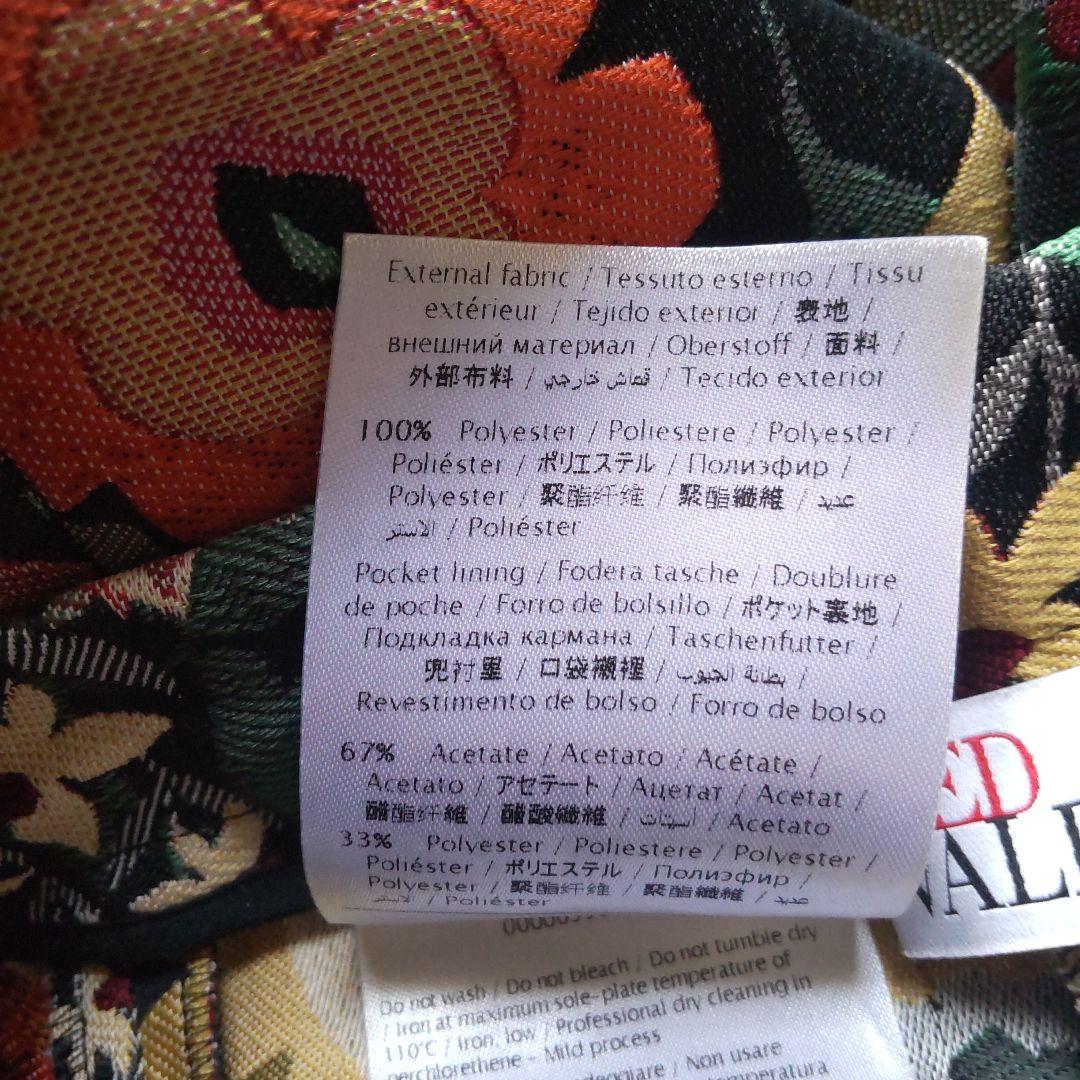 External fabric / Tessuto esterno / Tissu
extérieur / Tejido exterior / 表地 /
внешний материал / Oberstoff / 面料 /
外部布料 / قماش خارجي / Tecido exterior
100% Polyester / Poliestere / Polyester /
Poliéster / ポリエステル / Полиэфир /
Polyester / 聚酯纤维 / 聚酯纖維 / عديد
الاستر / Poliéster
Pocket lining / Fodera tasche / Doublure
de poche / Forro de bolsillo / ポケット裏地 /
Подкладка кармана / Taschenfutter /
兜衬里 / 口袋襯裡 / بطانة الجيوب /
Revestimento de bolso / Forro de bolso
67% Acetate / Acetato / Acétate /
Acetato / アセテート / Ацетат / Acetat /
醋酯纤维 / 醋酸纖維 / أسيتات / Acetato
33% Polyester / Poliestere / Polyester /
Poliéster / ポリエステル / Полиэфир /
Polyester / 聚酯纤维 / 聚酯纖維 / عديد
الاستر / Poliéster
ED
VALE
Do not wash / Do not bleach / Do not tumble dry
/ Iron at maximum sole-plate temperature of
110°C / Iron, low / Professional dry cleaning in
perchlorethene - Mild process
/ Non usare
temperatura